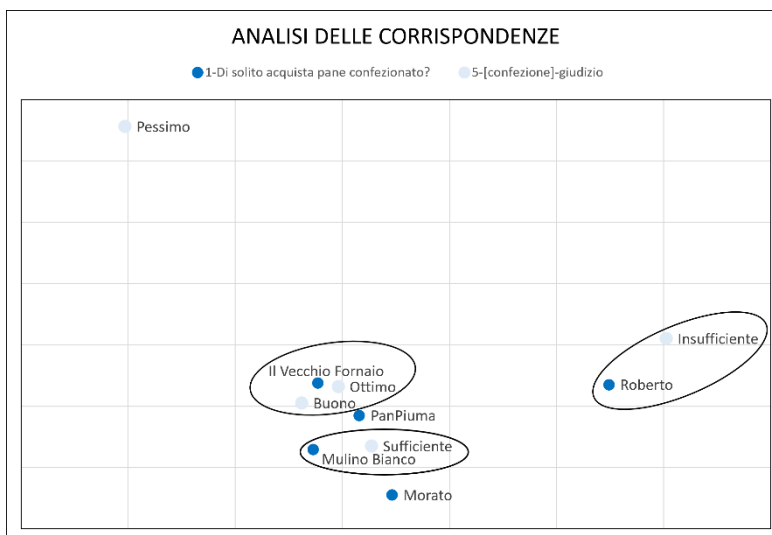 ANALISI DELLE CORRISPONDENZE
1-Di solito acquista pane confezionato? 5-[confezione]-giudizio
Pessimo
Insufficiente
Il Vecchio Fornaio
Ottimo
Roberto
Buono
PanPiuma
Sufficiente
Mulino Bianco
Morato